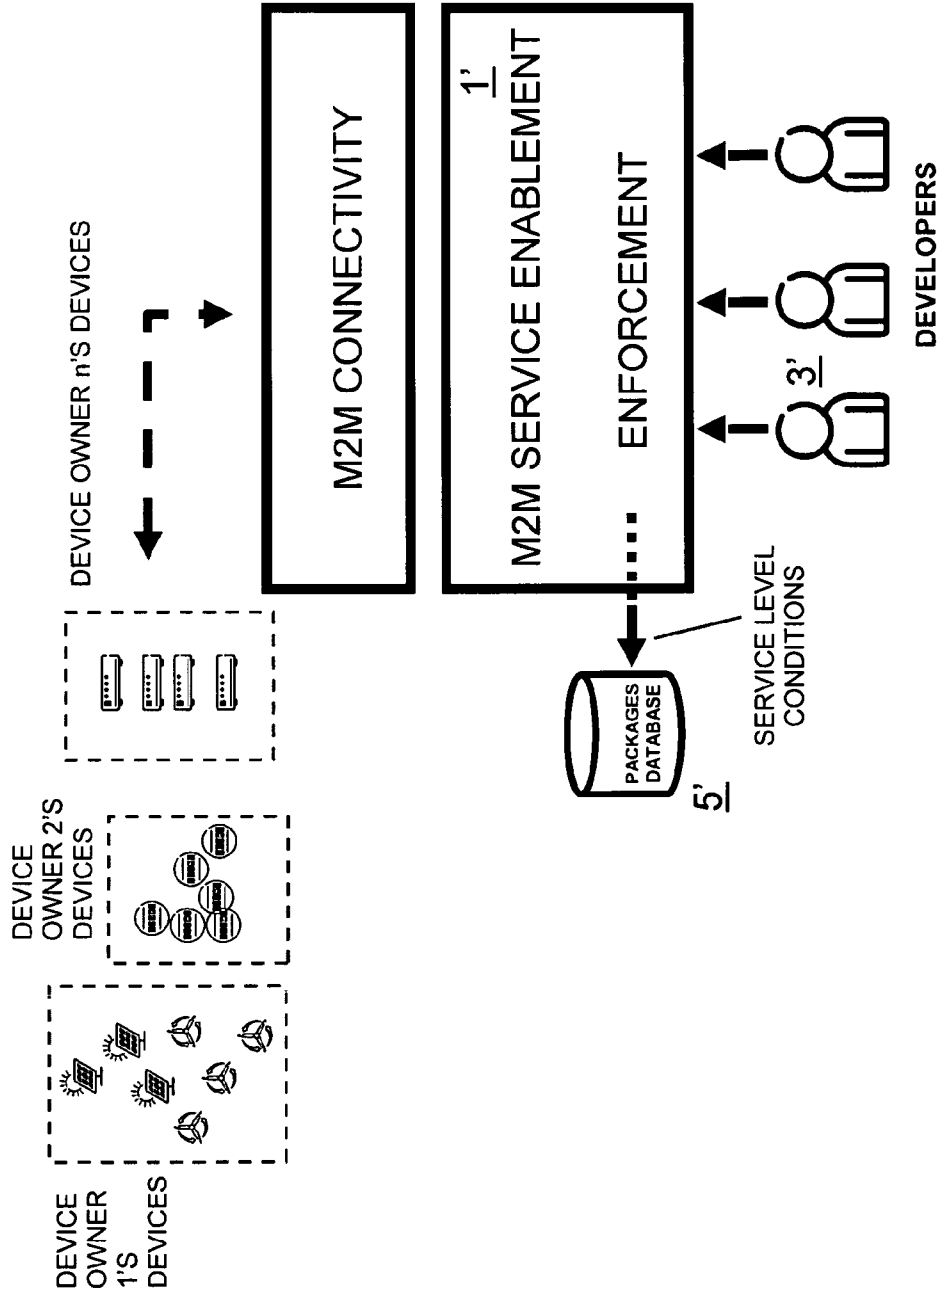 DEVICE
OWNER
1'S
DEVICES
DEVICE
OWNER 2'S
DEVICES
DEVICE OWNER n'S DEVICES
M2M CONNECTIVITY
M2M SERVICE ENABLEMENT
1'
ENFORCEMENT
PACKAGES
DATABASE
5'
SERVICE LEVEL
CONDITIONS
3'
DEVELOPERS